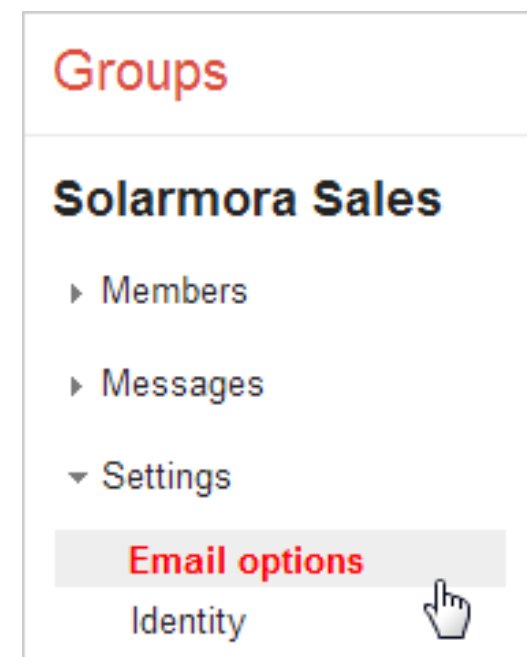 Groups
Solarmora Sales
Members
Messages
Settings
Email options
Identity